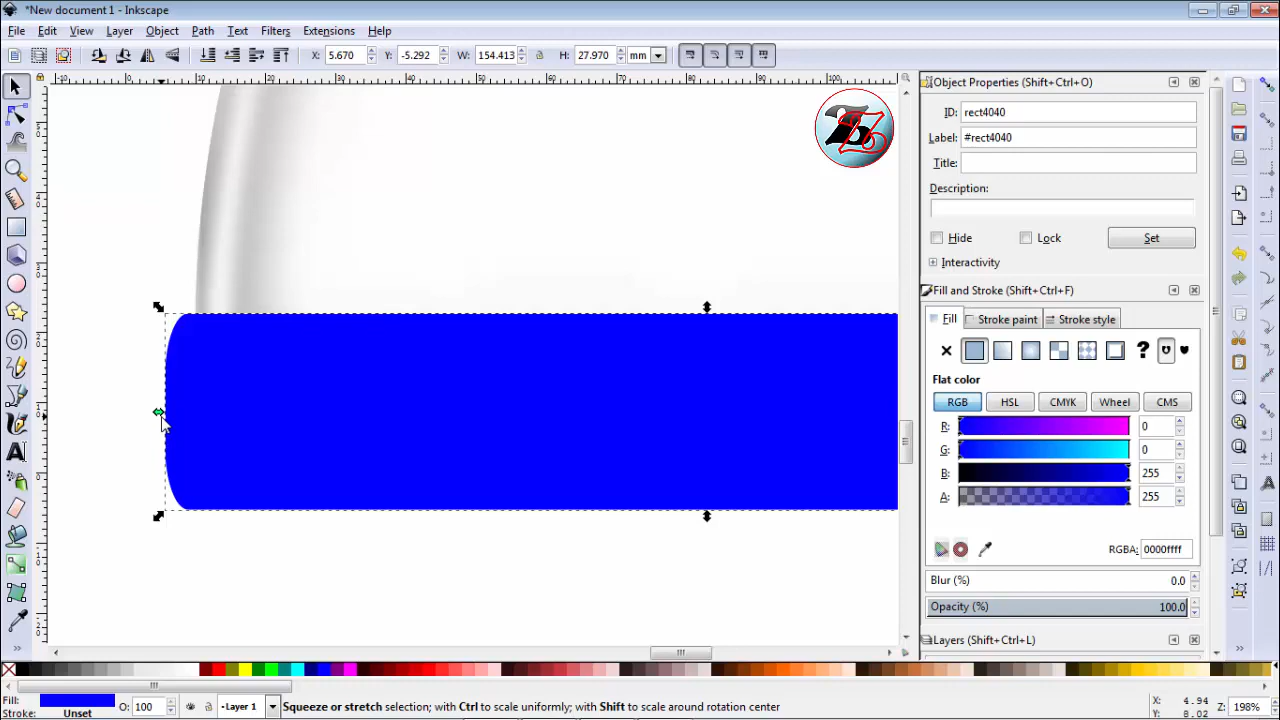 *New document1 - Inkscape
File Edit View Layer Object Path Filters Text Extensions Help
X: 5.670 Y: -5.292 W: 154.413 H: 27.970 mm
Object Properties (Shift+Ctrl+O)
ID: rect4040
Label: #rect4040
Title:
Description:
Hide Lock Set
Interactivity
Fill and Stroke (Shift+Ctrl+F)
Fill Stroke paint Stroke style
?
Flat color
RGB HSL CMYK Wheel CMS
R: 0
G: 0
B: 255
A: 255
RGBA: 0000ffff
Blur (%) 0.0
Opacity (%) 100.0
Layers (Shift+Ctrl+L)
Fill:
Stroke: Unset
O: 100
Layer 1
Squeeze or stretch selection; with Ctrl to scale uniformly; with Shift to scale around rotation center
X: 4.94
Y: 8.02
Z: 198%